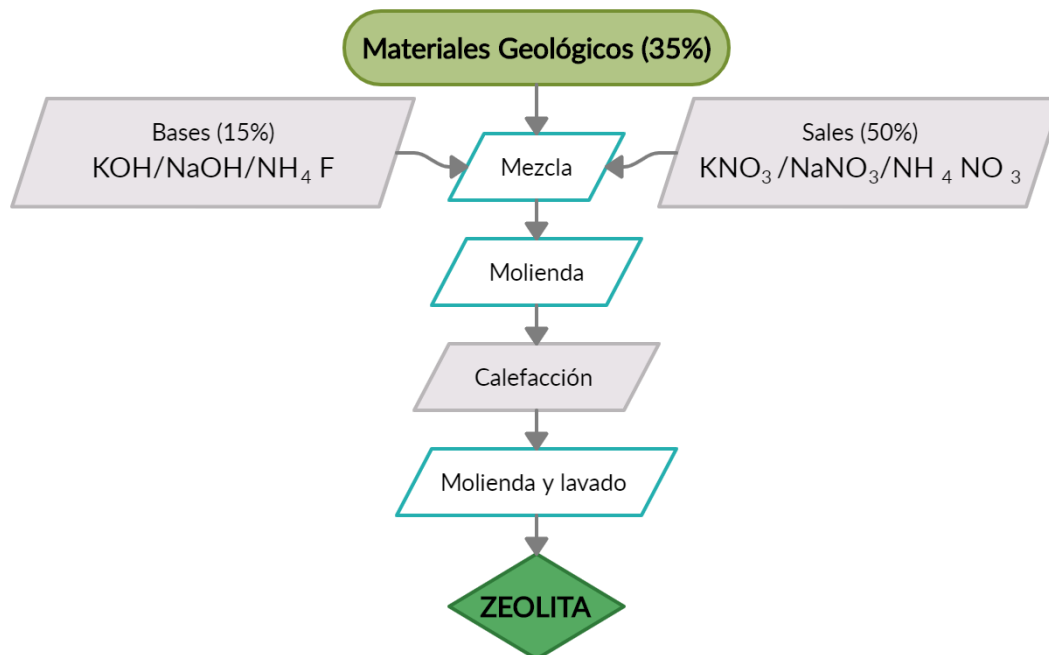 Materiales Geológicos (35%)
Bases (15%)
KOH/NaOH/NH₄ F
Mezcla
Sales (50%)
KNO₃ /NaNO₃/NH ₄ NO ₃
Molienda
Calefacción
Molienda y lavado
ZEOLITA